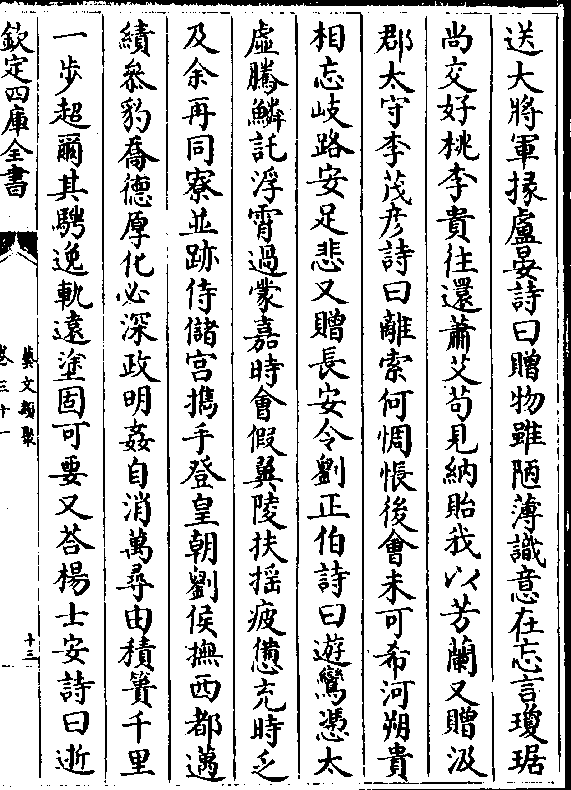 送大將軍掾盧晏詩曰贈物雖陋薄識意在忘言瓊琚
尚交好桃李貴往還蕭艾苟見納貽我以芳蘭又贈汲
郡太守李茂彦詩曰離索何惆悵後會未可希河朔貴
相忘岐路安足悲又贈長安令劉正伯詩曰遊鸞憑太
虛騰鱗託浮霄過蒙嘉時會假翼陵扶摇疲憊充時乏
及余再同寮並跡侍儲宫携手登皇朝劉侯撫西都邁
績叅豹喬德厚化必深政明姦自消萬尋由積簣千里
一歩超爾其騁逸軌遠塗固可要又荅楊士安詩曰逝
欽定四庫全書
藝文類聚
卷三十一
十三